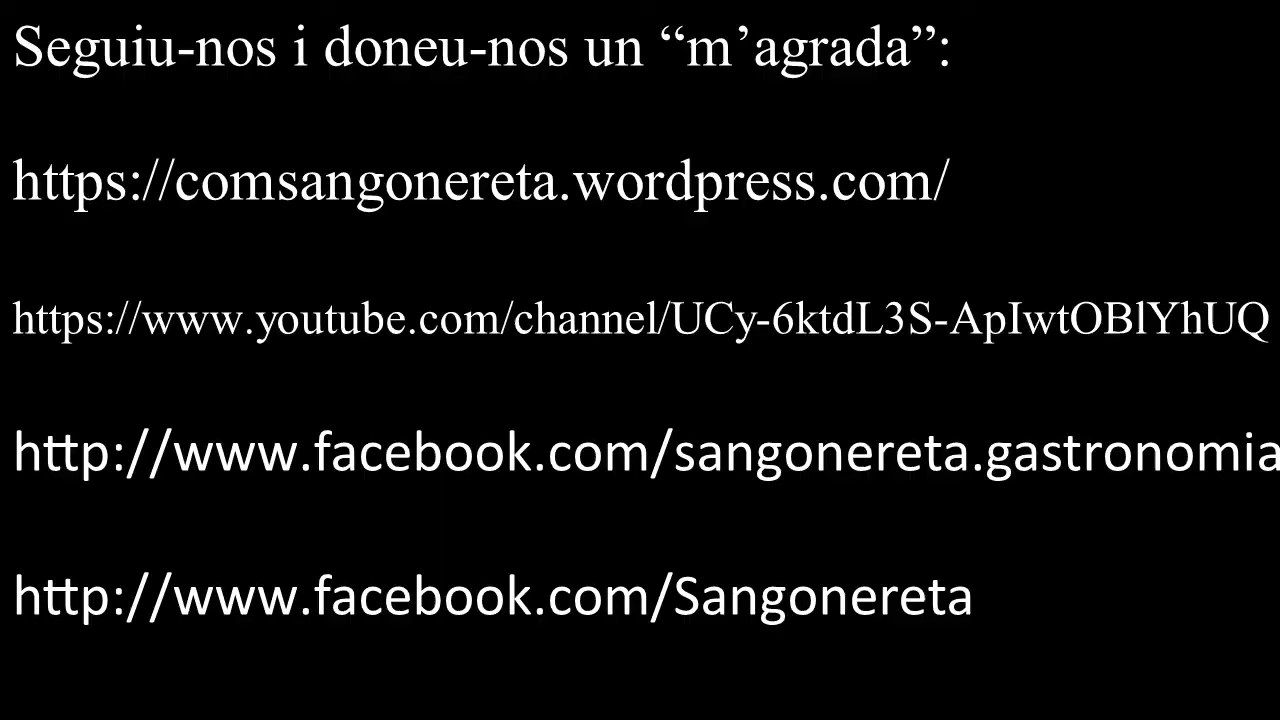 Seguiu-nos i doneu-nos un “m’agrada”:
https://comsangonereta.wordpress.com/
https://www.youtube.com/channel/UCy-6ktdL3S-ApIwtOBlYhUQ
http://www.facebook.com/sangonereta.gastronomia
http://www.facebook.com/Sangonereta